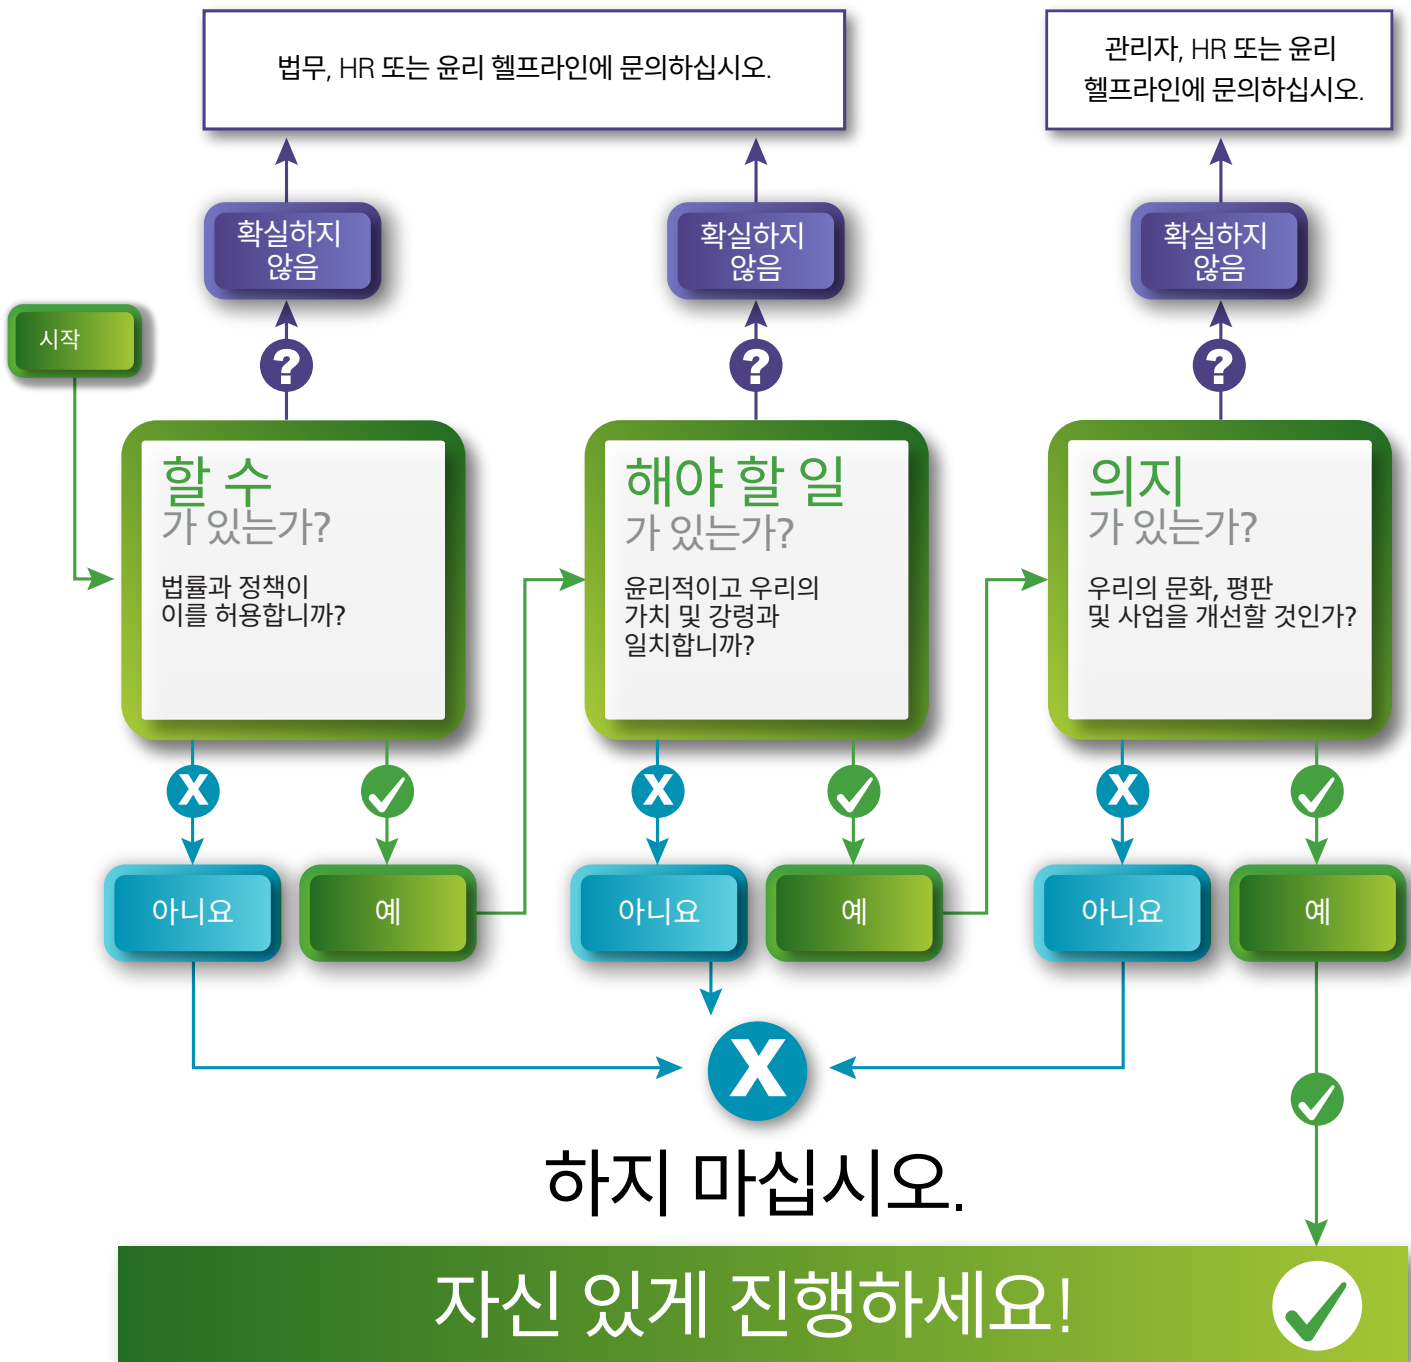 법무, HR 또는 윤리 헬프라인에 문의하십시오.
관리자, HR 또는 윤리
헬프라인에 문의하십시오.
확실하지
않음
확실하지
않음
확실하지
않음
시작
?
?
?
할 수
가 있는가?
법률과 정책이
이를 허용합니까?
해야 할 일
가 있는가?
윤리적이고 우리의
가치 및 강령과
일치합니까?
의지
가 있는가?
우리의 문화, 평판
및 사업을 개선할 것인가?
X
X
X
아니요
예
아니요
예
아니요
예
X
하지 마십시오.
자신 있게 진행하세요!